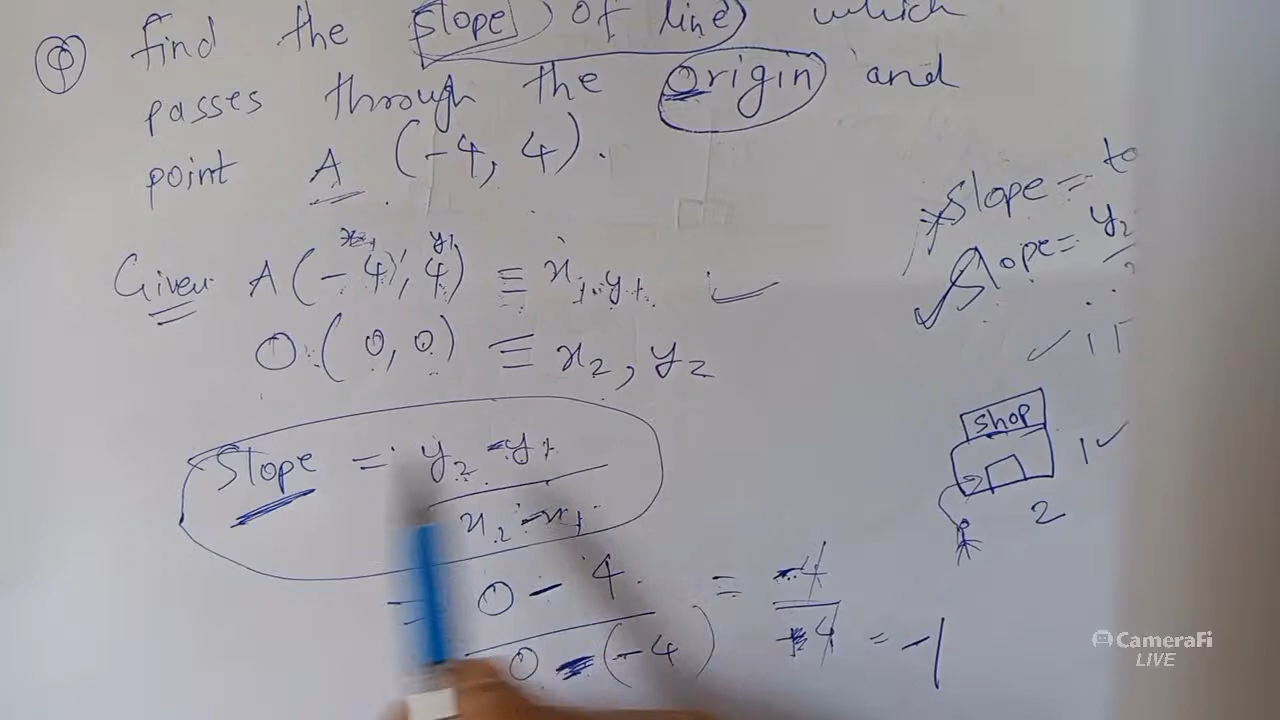 Q find the slope of line which
passes through the origin and
point A (-4, 4).
Given A(-4, 4) ≡ x₁, y₁
x₁ y₁
O (0, 0) ≡ x₂, y₂
Slope = y₂ - y₁
x₂ - x₁
= 0 - 4 = -4
0 - (-4) +4 = -1
Slope =
Slope = y₂
shop
1 ✓
2
CameraFi
LIVE